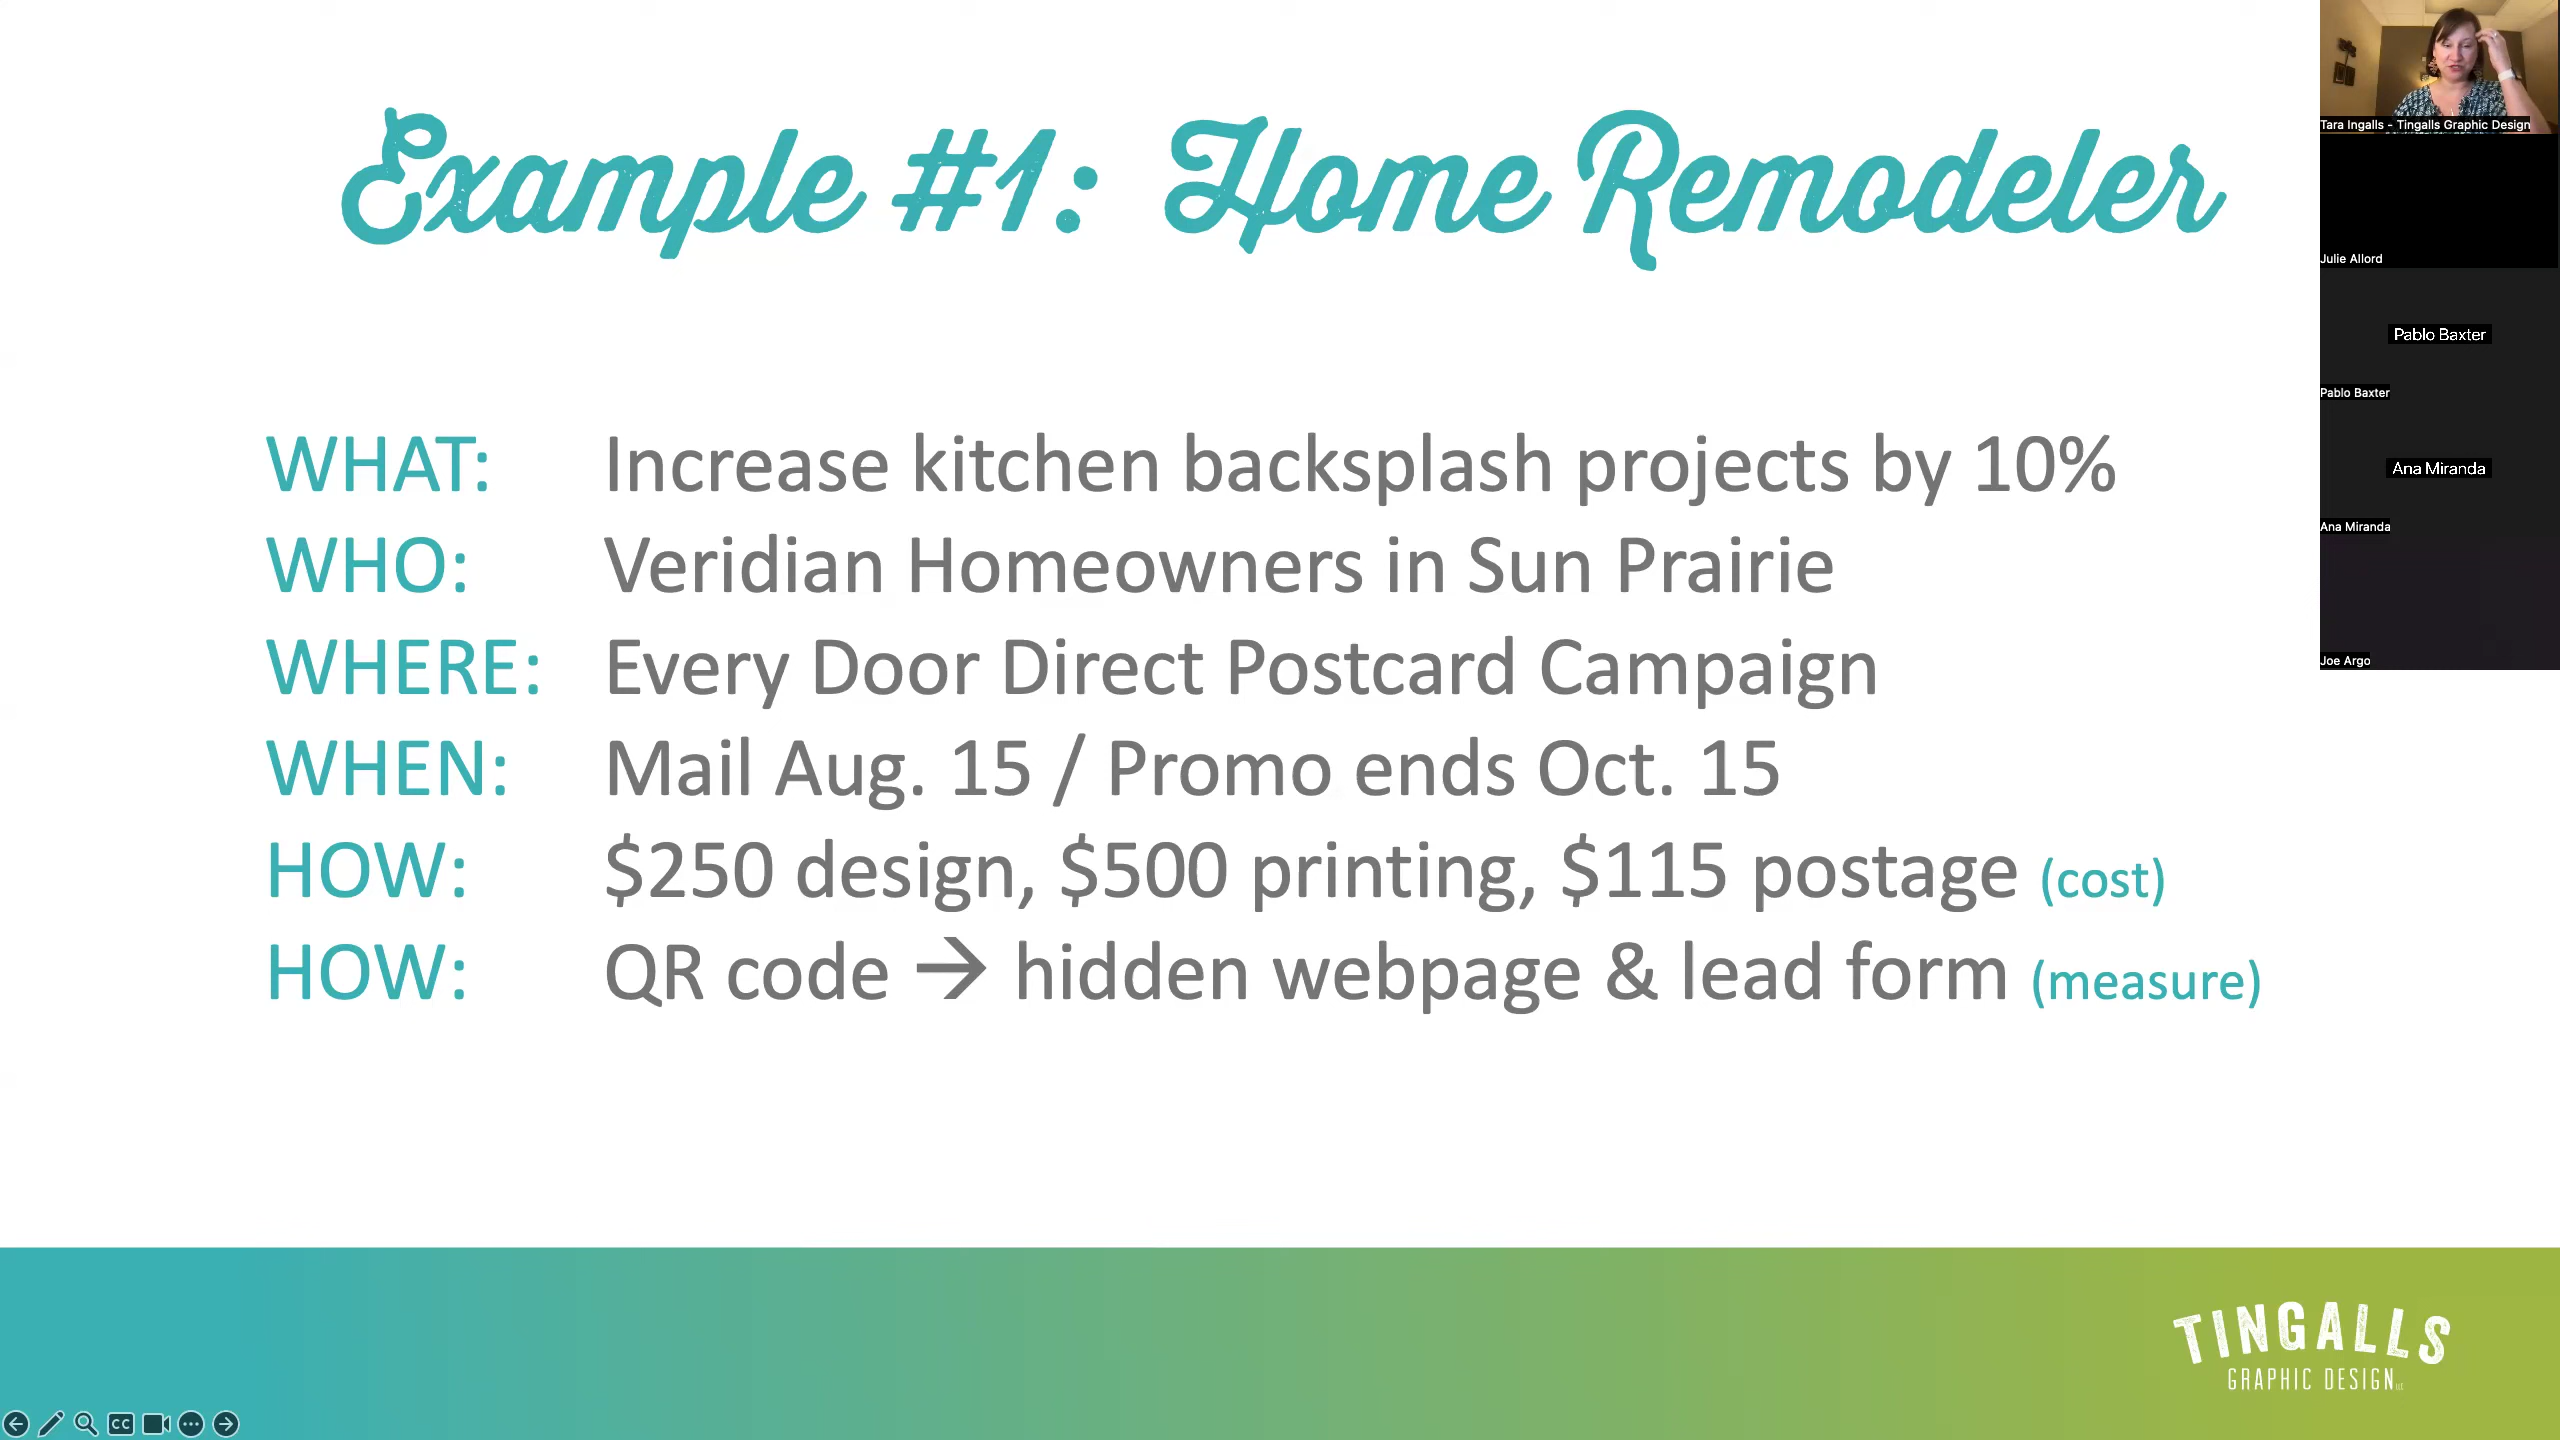 Example #1: Home Remodeler
WHAT: Increase kitchen backsplash projects by 10%
WHO: Veridian Homeowners in Sun Prairie
WHERE: Every Door Direct Postcard Campaign
WHEN: Mail Aug. 15 / Promo ends Oct. 15
HOW: $250 design, $500 printing, $115 postage (cost)
HOW: QR code → hidden webpage & lead form (measure)
TINGALLS
GRAPHIC DESIGN LLC
CC
Tara Ingalls - Tingalls Graphic Design
Julie Allord
Pablo Baxter
Pablo Baxter
Ana Miranda
Ana Miranda
Joe Argo